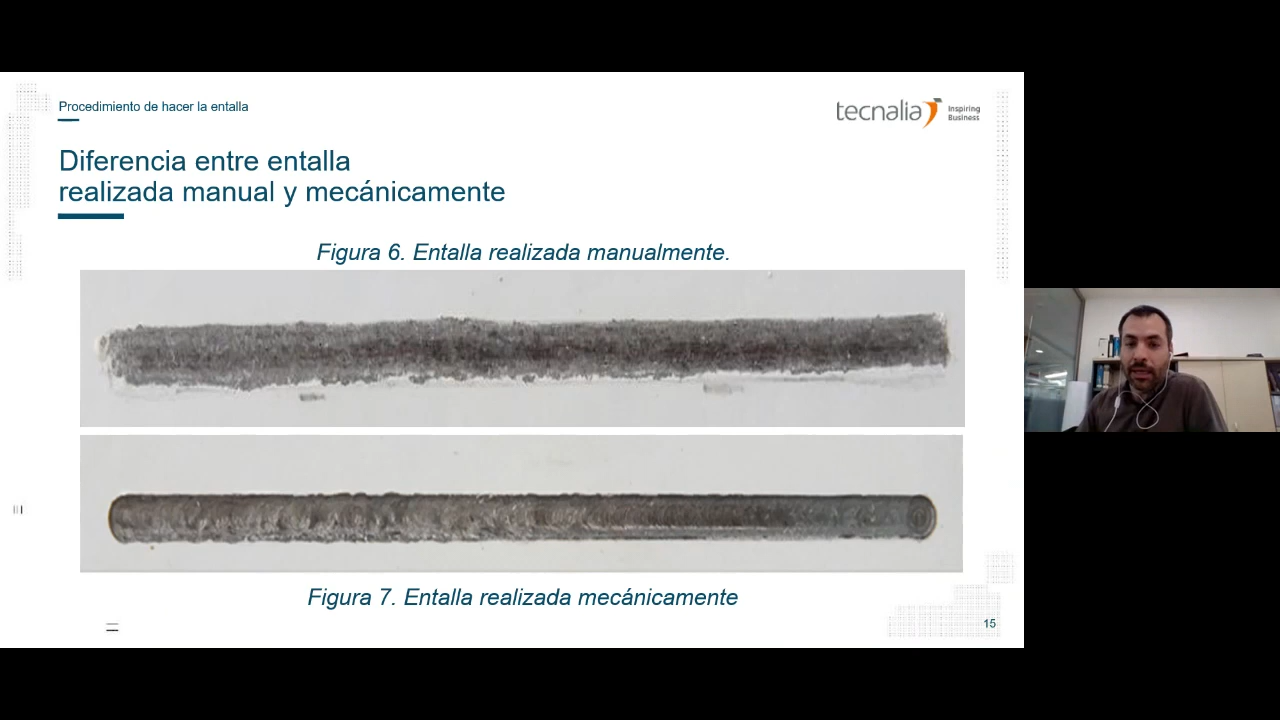 Procedimiento de hacer la entalla
tecnalia
Inspiring
Business
Diferencia entre entalla
realizada manual y mecánicamente
Figura 6. Entalla realizada manualmente.
Figura 7. Entalla realizada mecánicamente
15